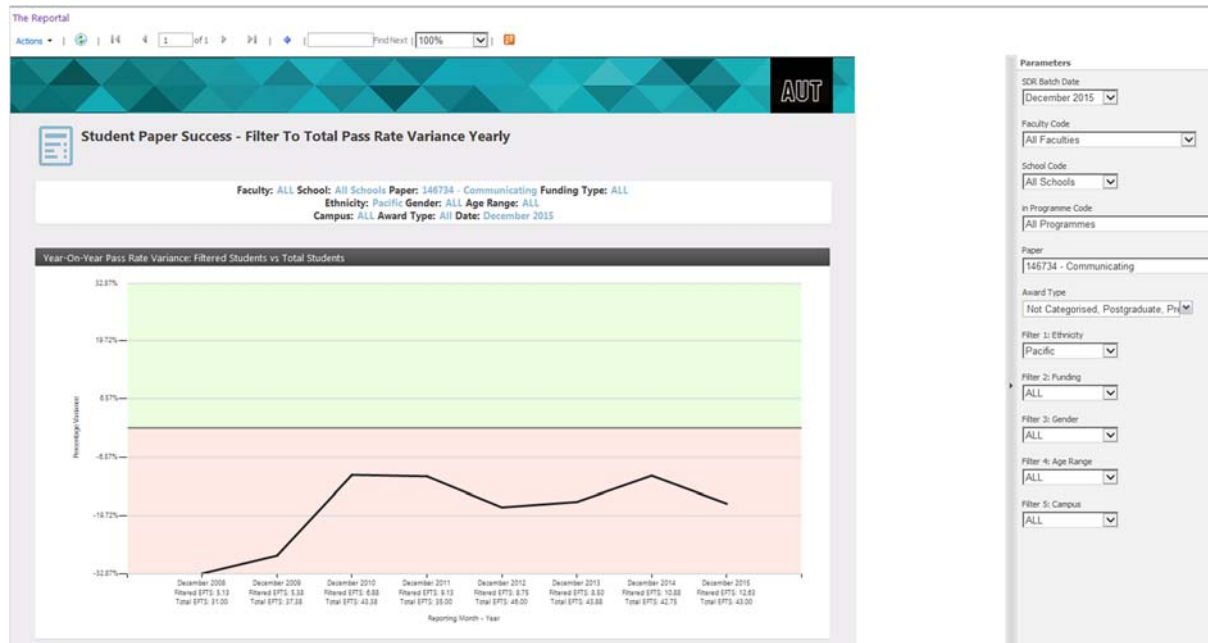 The Reportal
Actions 1 of 1 Find Next 100%
AUT
Student Paper Success - Filter To Total Pass Rate Variance Yearly
Faculty: ALL School: All Schools Paper: 146734 - Communicating Funding Type: ALL
Ethnicity: Pacific Gender: ALL Age Range: ALL
Campus: ALL Award Type: All Date: December 2015
Year-On-Year Pass Rate Variance: Filtered Students vs Total Students
32.87%
19.72%
6.57%
-6.57%
-19.72%
-32.87%
Percentage Variance
December 2008 December 2009 December 2010 December 2011 December 2012 December 2013 December 2014 December 2015
Filtered EFTS: 5.13 Filtered EFTS: 5.38 Filtered EFTS: 6.88 Filtered EFTS: 9.13 Filtered EFTS: 8.75 Filtered EFTS: 8.50 Filtered EFTS: 10.88 Filtered EFTS: 12.63
Total EFTS: 31.00 Total EFTS: 37.38 Total EFTS: 43.38 Total EFTS: 35.00 Total EFTS: 46.00 Total EFTS: 43.88 Total EFTS: 42.75 Total EFTS: 43.00
Reporting Month - Year
Parameters
SDR Batch Date
December 2015
Faculty Code
All Faculties
School Code
All Schools
in Programme Code
All Programmes
Paper
146734 - Communicating
Award Type
Not Categorised, Postgraduate, Pre
Filter 1: Ethnicity
Pacific
Filter 2: Funding
ALL
Filter 3: Gender
ALL
Filter 4: Age Range
ALL
Filter 5: Campus
ALL